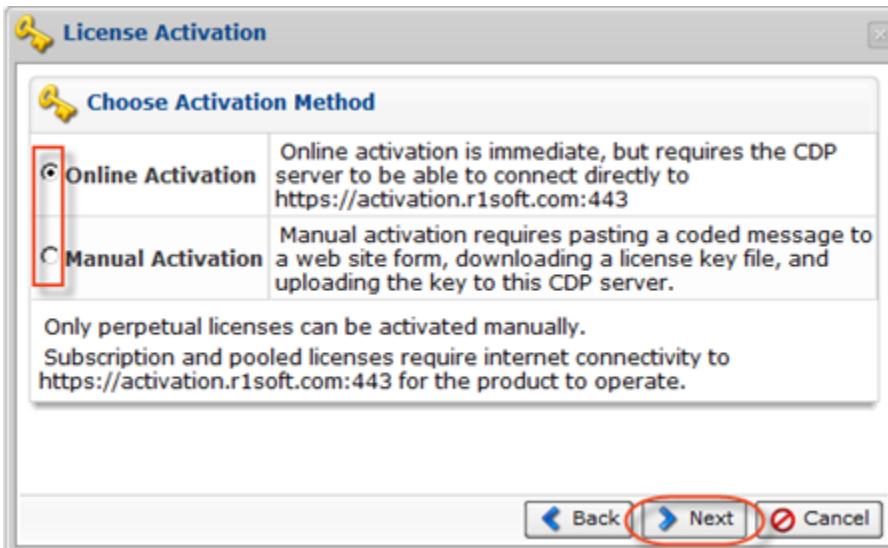 License Activation
Choose Activation Method
Online Activation
Online activation is immediate, but requires the CDP
server to be able to connect directly to
https://activation.r1soft.com:443
Manual Activation
Manual activation requires pasting a coded message to
a web site form, downloading a license key file, and
uploading the key to this CDP server.
Only perpetual licenses can be activated manually.
Subscription and pooled licenses require internet connectivity to
https://activation.r1soft.com:443 for the product to operate.
Back
Next
Cancel